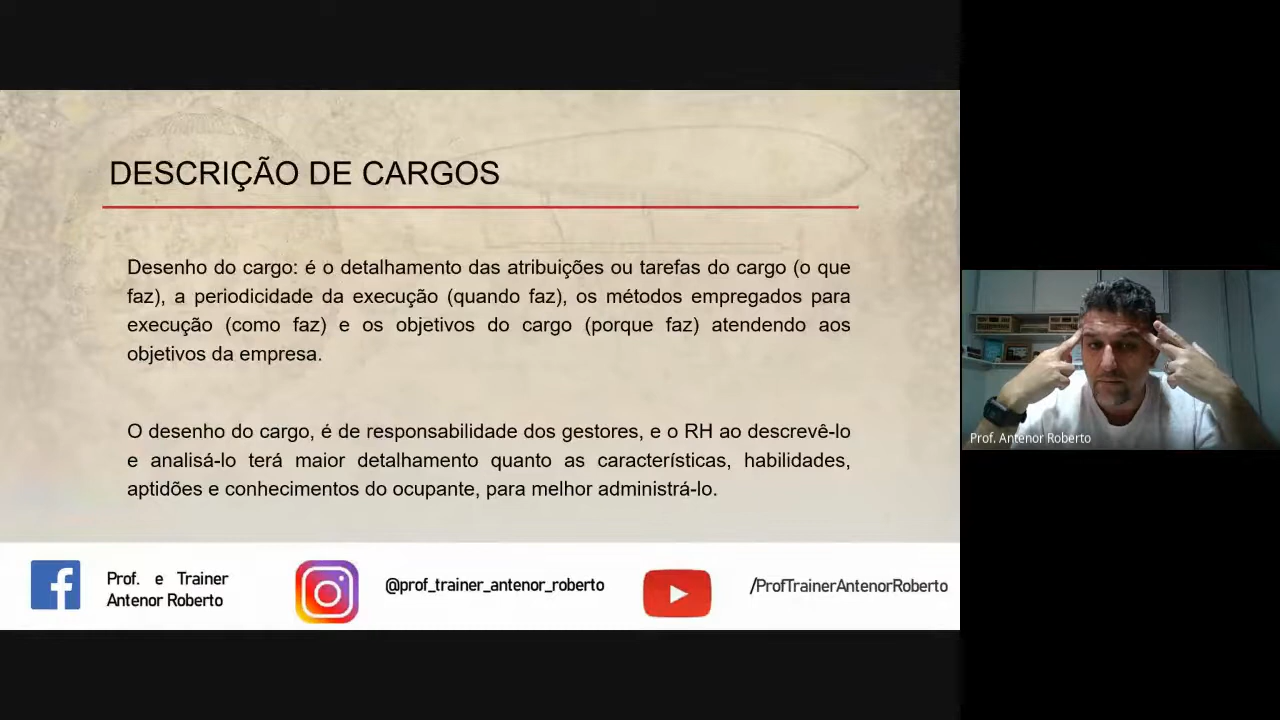 DESCRIÇÃO DE CARGOS
Desenho do cargo: é o detalhamento das atribuições ou tarefas do cargo (o que
faz), a periodicidade da execução (quando faz), os métodos empregados para
execução (como faz) e os objetivos do cargo (porque faz) atendendo aos
objetivos da empresa.
O desenho do cargo, é de responsabilidade dos gestores, e o RH ao descrevê-lo
e analisá-lo terá maior detalhamento quanto as características, habilidades,
aptidões e conhecimentos do ocupante, para melhor administrá-lo.
Prof. e Trainer
Antenor Roberto
@prof_trainer_antenor_roberto
/ProfTrainerAntenorRoberto
Prof. Antenor Roberto